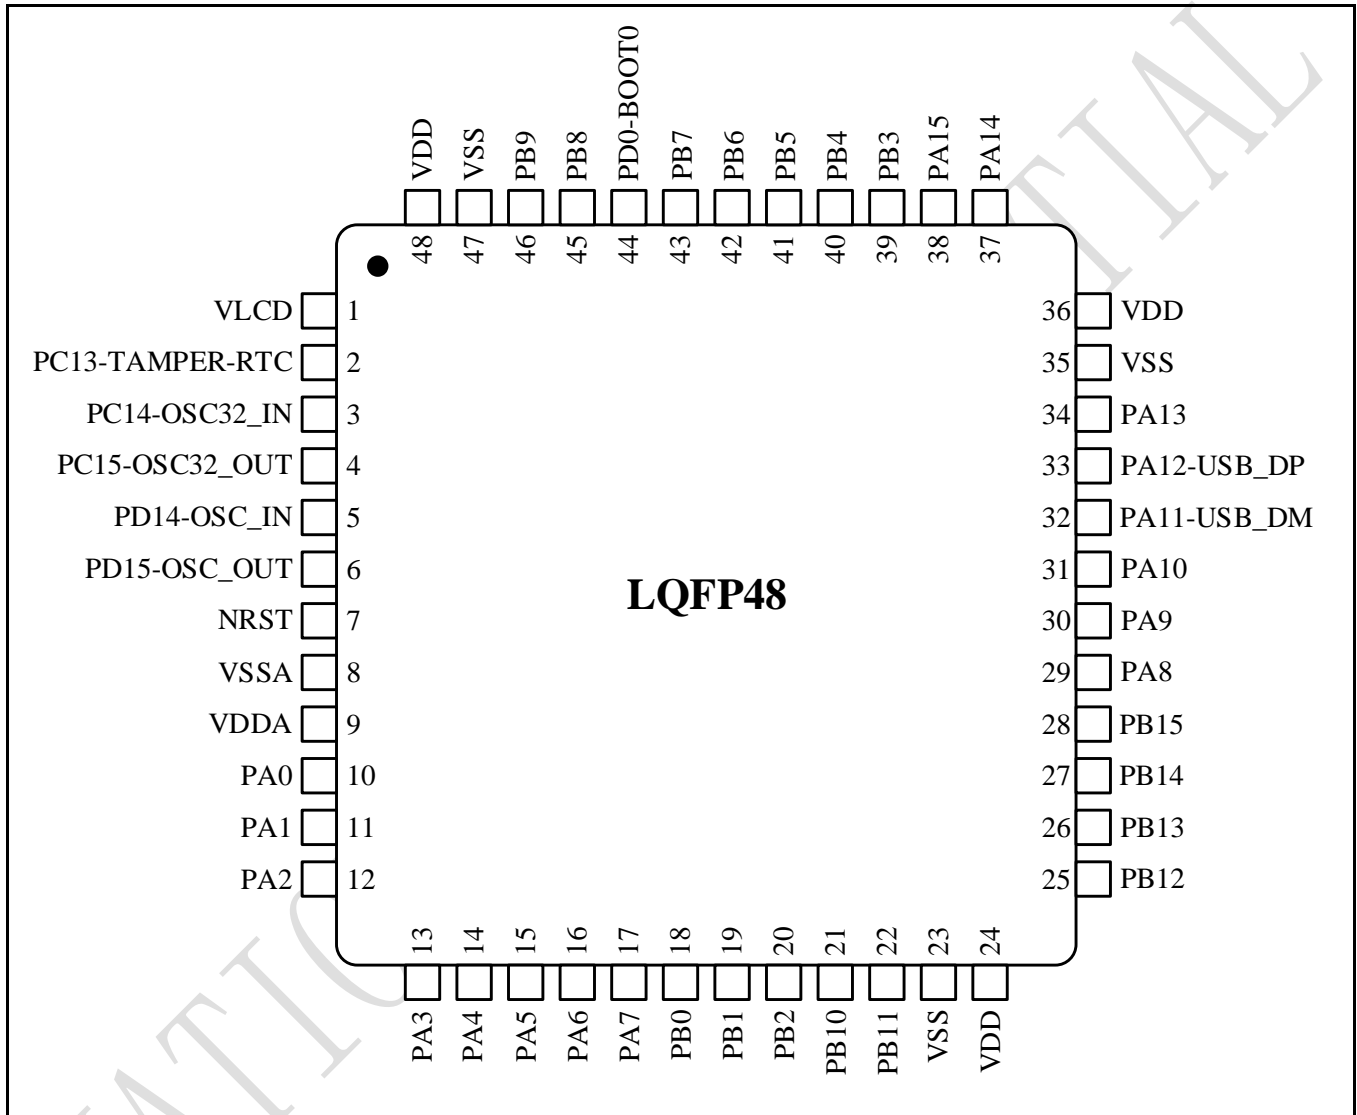 VDD
VSS
PB9
PB8
PD0-BOOT0
PB7
PB6
PB5
PB4
PB3
PA15
PA14
48 47 46 45 44 43 42 41 40 39 38 37
VLCD 1
PC13-TAMPER-RTC 2
PC14-OSC32_IN 3
PC15-OSC32_OUT 4
PD14-OSC_IN 5
PD15-OSC_OUT 6
NRST 7
VSSA 8
VDDA 9
PA0 10
PA1 11
PA2 12
LQFP48
36 VDD
35 VSS
34 PA13
33 PA12-USB_DP
32 PA11-USB_DM
31 PA10
30 PA9
29 PA8
28 PB15
27 PB14
26 PB13
25 PB12
13 14 15 16 17 18 19 20 21 22 23 24
PA3
PA4
PA5
PA6
PA7
PB0
PB1
PB2
PB10
PB11
VSS
VDD